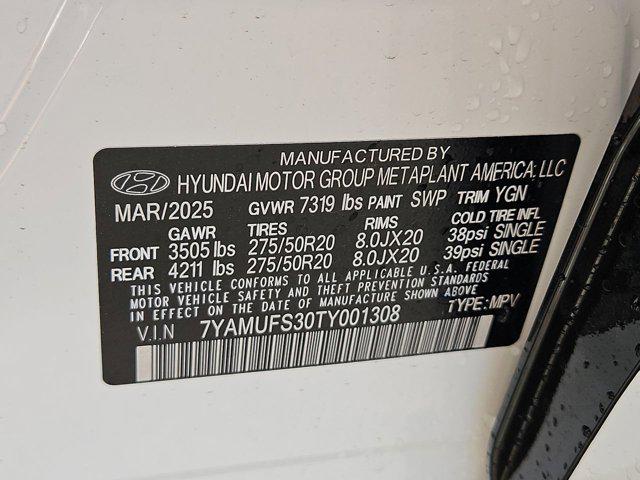 MANUFACTURED BY
HYUNDAI MOTOR GROUP METAPLANT AMERICA, LLC
MAR/2025 GVWR 7319 lbs PAINT SWP TRIM YGN
GAWR TIRES RIMS COLD TIRE INFL
FRONT 3505 lbs 275/50R20 8.0JX20 38psi SINGLE
REAR 4211 lbs 275/50R20 8.0JX20 39psi SINGLE
THIS VEHICLE CONFORMS TO ALL APPLICABLE U.S.A. FEDERAL
MOTOR VEHICLE SAFETY AND THEFT PREVENTION STANDARDS
IN EFFECT ON THE DATE OF MANUFACTURE SHOWN ABOVE.
V.I.N 7YAMUFS30TY001308 TYPE:MPV